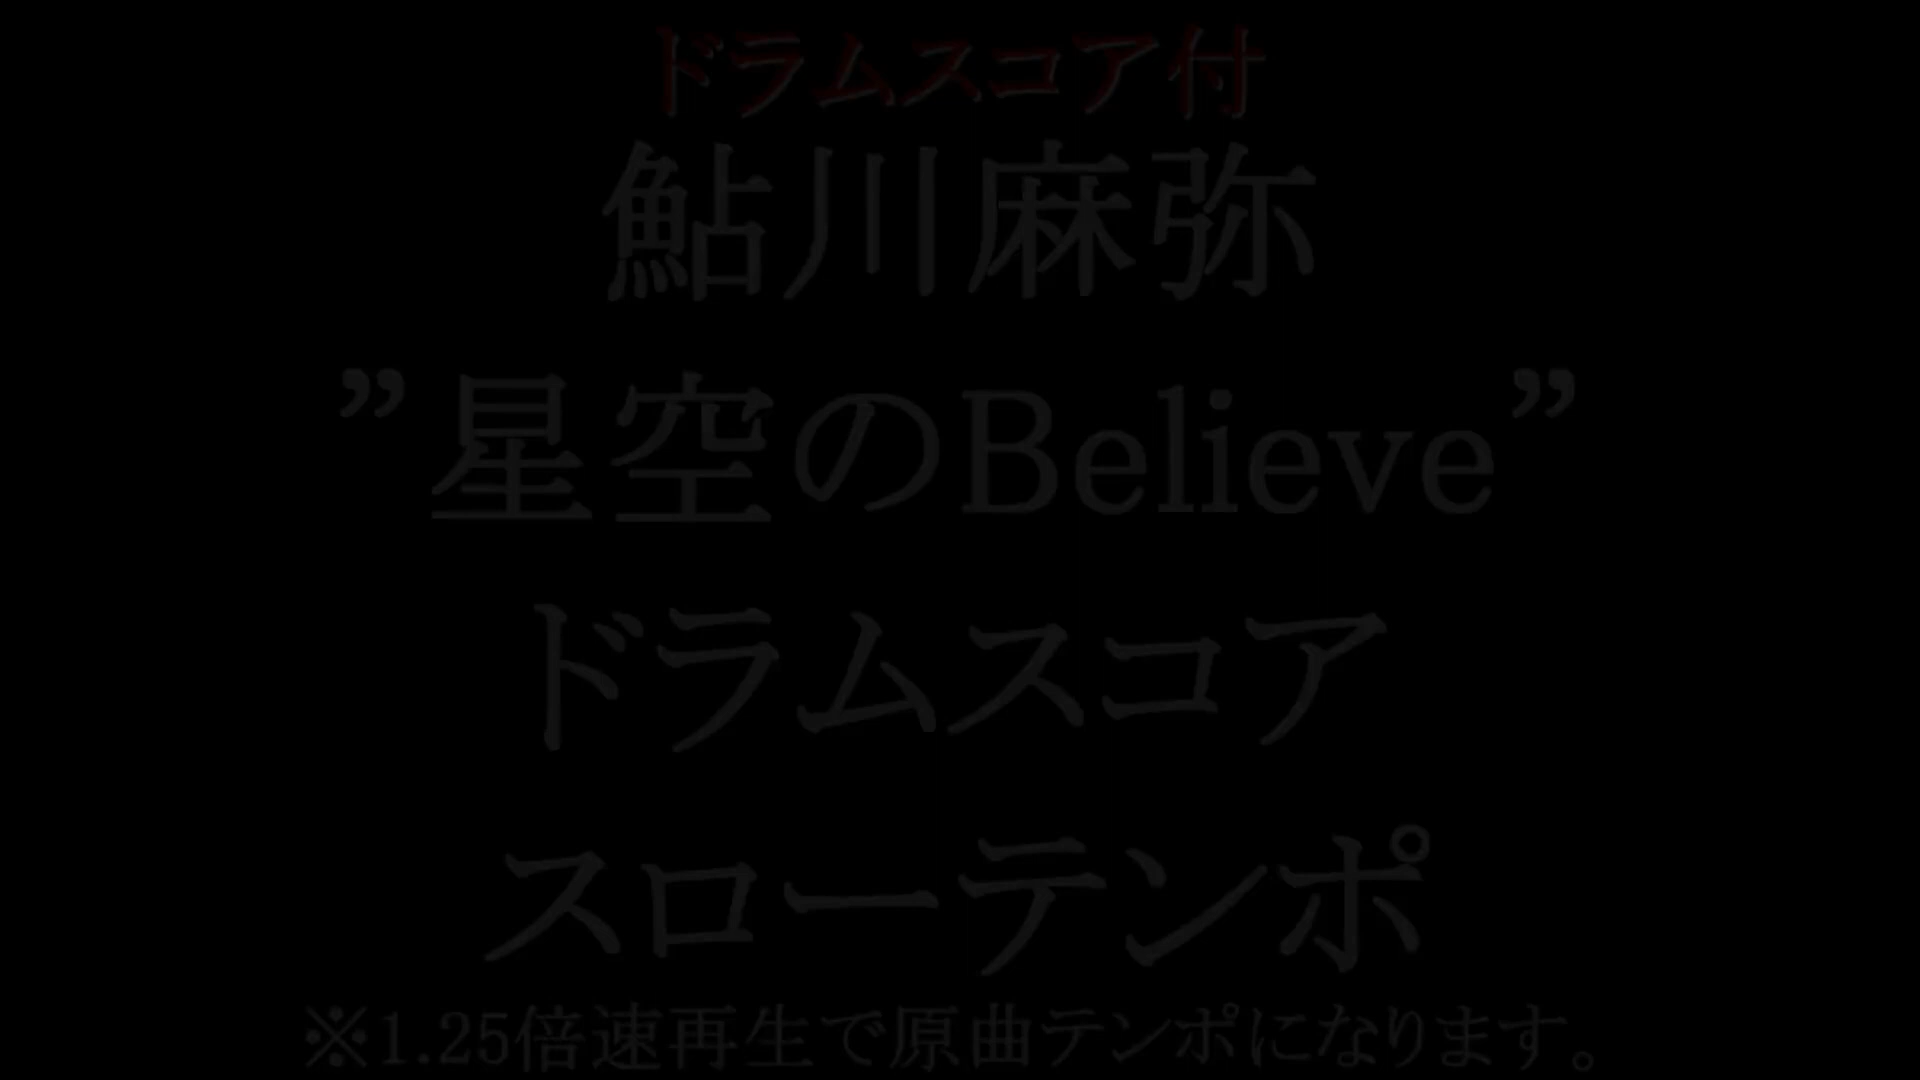 ドラムスコア付
鮎川麻弥
”星空のBelieve”
ドラムスコア
スローテンポ
※1.25倍速再生で原曲テンポになります。